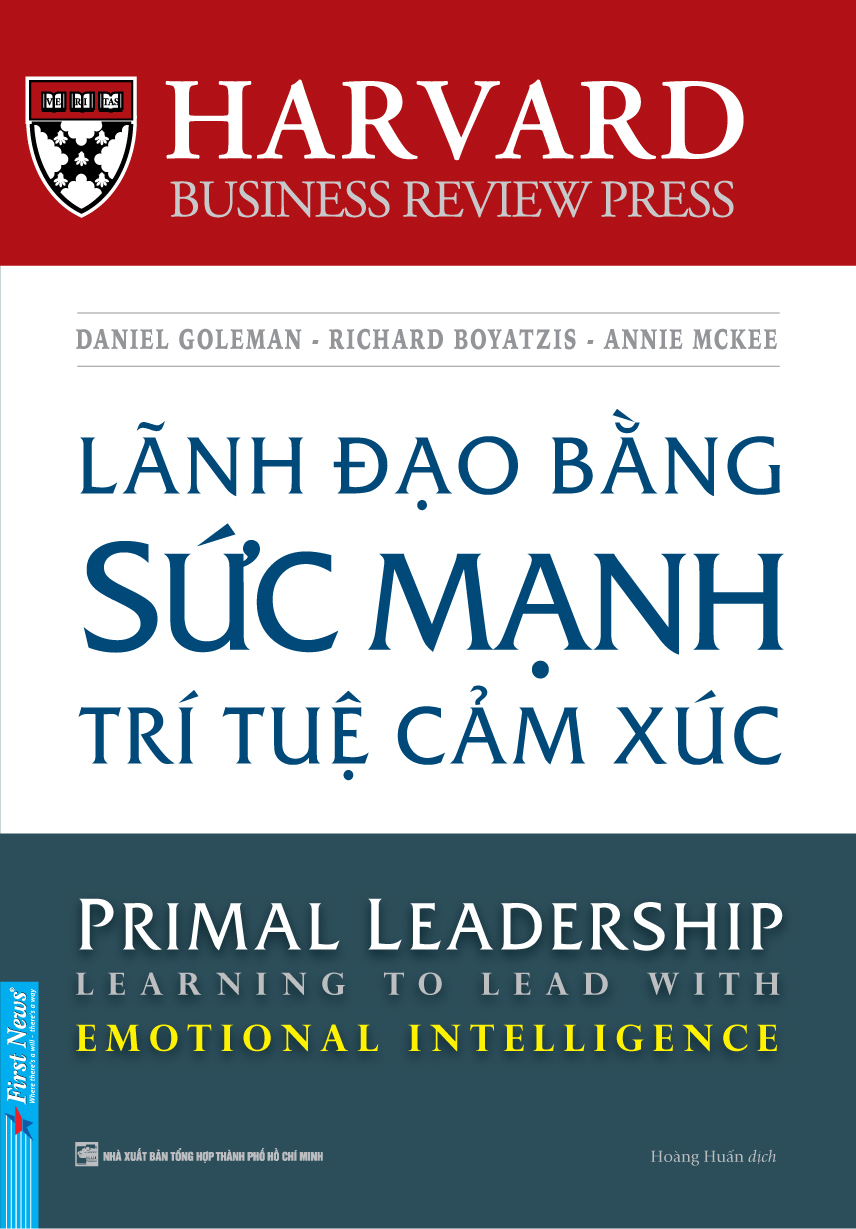 VE RI TAS
HARVARD
BUSINESS REVIEW PRESS
DANIEL GOLEMAN - RICHARD BOYATZIS - ANNIE MCKEE
LÃNH ĐẠO BẰNG
SỨC MẠNH
TRÍ TUỆ CẢM XÚC
PRIMAL LEADERSHIP
LEARNING TO LEAD WITH
EMOTIONAL INTELLIGENCE
First News®
Where there's a will - there's a way
NHÀ XUẤT BẢN TỔNG HỢP THÀNH PHỐ HỒ CHÍ MINH
Hoàng Huấn dịch